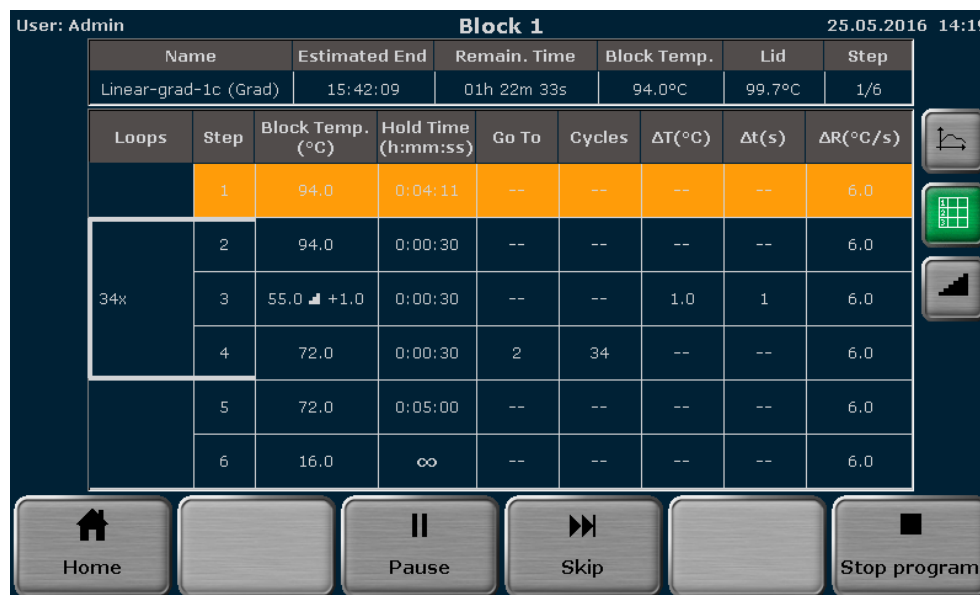 User: Admin Block 1 25.05.2016 14:19
Name Estimated End Remain. Time Block Temp. Lid Step
Linear-grad-1c (Grad) 15:42:09 01h 22m 33s 94.0°C 99.7°C 1/6
Loops Step Block Temp. (°C) Hold Time (h:mm:ss) Go To Cycles ΔT(°C) Δt(s) ΔR(°C/s)
1 94.0 0:04:11 -- -- -- -- 6.0
2 94.0 0:00:30 -- -- -- -- 6.0
34x 3 55.0 +1.0 0:00:30 -- -- 1.0 1 6.0
4 72.0 0:00:30 2 34 -- -- 6.0
5 72.0 0:05:00 -- -- -- -- 6.0
6 16.0 ∞ -- -- -- -- 6.0
1
2
3
Home Pause Skip Stop program